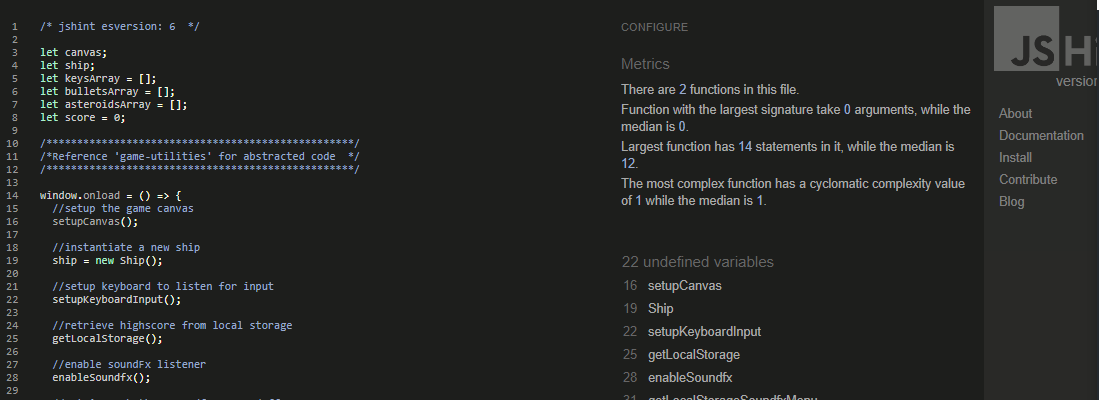 1 /* jshint esversion: 6  */
2
3 let canvas;
4 let ship;
5 let keysArray = [];
6 let bulletsArray = [];
7 let asteroidsArray = [];
8 let score = 0;
9
10 /**************************************************/
11 /*Reference 'game-utilities' for abstracted code  */
12 /**************************************************/
13
14 window.onload = () => {
15   //setup the game canvas
16   setupCanvas();
17
18   //instantiate a new ship
19   ship = new Ship();
20
21   //setup keyboard to listen for input
22   setupKeyboardInput();
23
24   //retrieve highscore from local storage
25   getLocalStorage();
26
27   //enable soundFx listener
28   enableSoundfx();
29
CONFIGURE
Metrics
There are 2 functions in this file.
Function with the largest signature take 0 arguments, while the
median is 0.
Largest function has 14 statements in it, while the median is
12.
The most complex function has a cyclomatic complexity value
of 1 while the median is 1.
22 undefined variables
16 setupCanvas
19 Ship
22 setupKeyboardInput
25 getLocalStorage
28 enableSoundfx
31 getLocalStorageSoundfxMenu
JSHi
version
About
Documentation
Install
Contribute
Blog